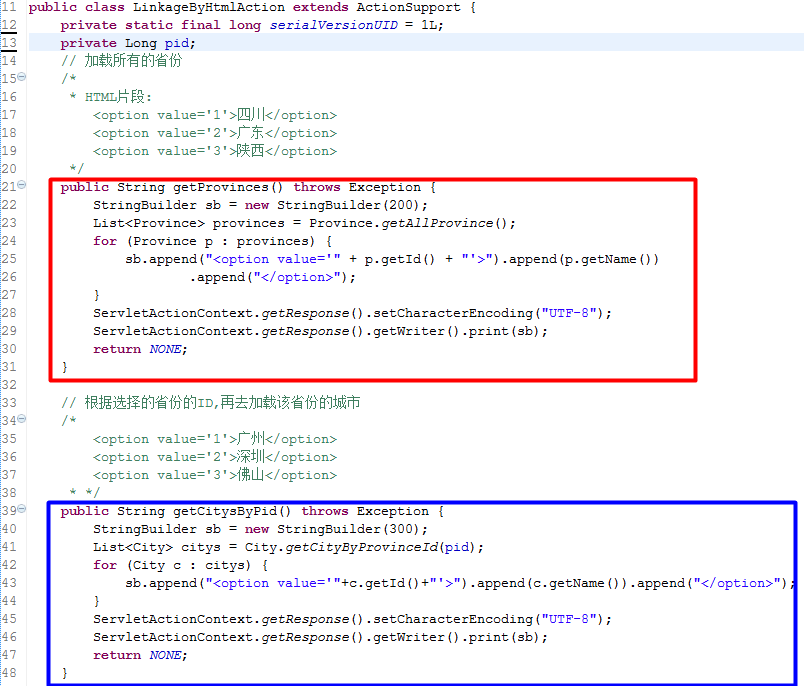 11 public class LinkageByHtmlAction extends ActionSupport {
12     private static final long serialVersionUID = 1L;
13     private Long pid;
14     // 加载所有的省份
15     /*
16      * HTML片段:
17         <option value='1'>四川</option>
18         <option value='2'>广东</option>
19         <option value='3'>陕西</option>
20      */
21     public String getProvinces() throws Exception {
22         StringBuilder sb = new StringBuilder(200);
23         List<Province> provinces = Province.getAllProvince();
24         for (Province p : provinces) {
25             sb.append("<option value='" + p.getId() + "'>").append(p.getName())
26                     .append("</option>");
27         }
28         ServletActionContext.getResponse().setCharacterEncoding("UTF-8");
29         ServletActionContext.getResponse().getWriter().print(sb);
30         return NONE;
31     }
32
33     // 根据选择的省份的ID,再去加载该省份的城市
34     /*
35         <option value='1'>广州</option>
36         <option value='2'>深圳</option>
37         <option value='3'>佛山</option>
38      * */
39     public String getCitysByPid() throws Exception {
40         StringBuilder sb = new StringBuilder(300);
41         List<City> citys = City.getCityByProvinceId(pid);
42         for (City c : citys) {
43             sb.append("<option value='"+c.getId()+"'>").append(c.getName()).append("</option>");
44         }
45         ServletActionContext.getResponse().setCharacterEncoding("UTF-8");
46         ServletActionContext.getResponse().getWriter().print(sb);
47         return NONE;
48     }